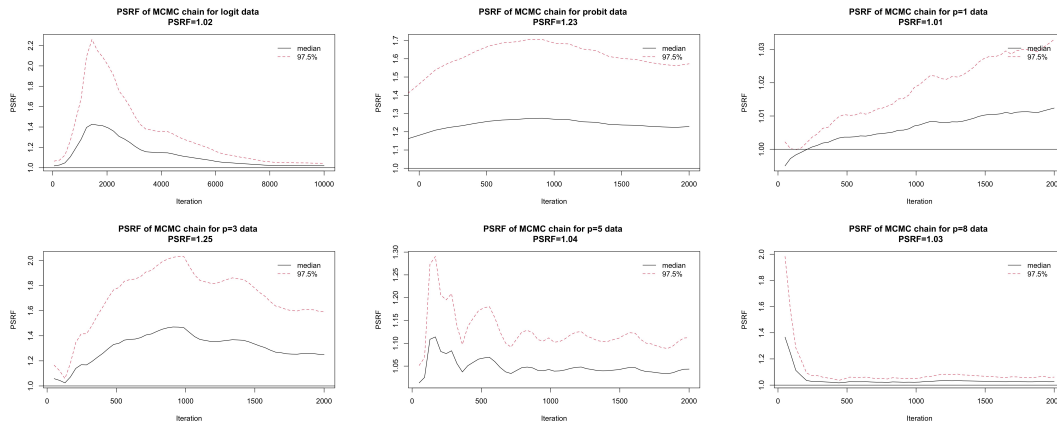 PSRF of MCMC chain for logit data
PSRF=1.02
median
97.5%
PSRF
1.0 1.2 1.4 1.6 1.8 2.0 2.2
0 2000 4000 6000 8000 10000
Iteration
PSRF of MCMC chain for probit data
PSRF=1.23
median
97.5%
PSRF
1.0 1.1 1.2 1.3 1.4 1.5 1.6 1.7
0 500 1000 1500 2000
Iteration
PSRF of MCMC chain for p=1 data
PSRF=1.01
median
97.5%
PSRF
1.00 1.01 1.02 1.03
0 500 1000 1500 2000
Iteration
PSRF of MCMC chain for p=3 data
PSRF=1.25
median
97.5%
PSRF
1.0 1.2 1.4 1.6 1.8 2.0
0 500 1000 1500 2000
Iteration
PSRF of MCMC chain for p=5 data
PSRF=1.04
median
97.5%
PSRF
1.05 1.10 1.15 1.20 1.25 1.30
0 500 1000 1500 2000
Iteration
PSRF of MCMC chain for p=8 data
PSRF=1.03
median
97.5%
PSRF
1.0 1.2 1.4 1.6 1.8 2.0
0 500 1000 1500 2000
Iteration